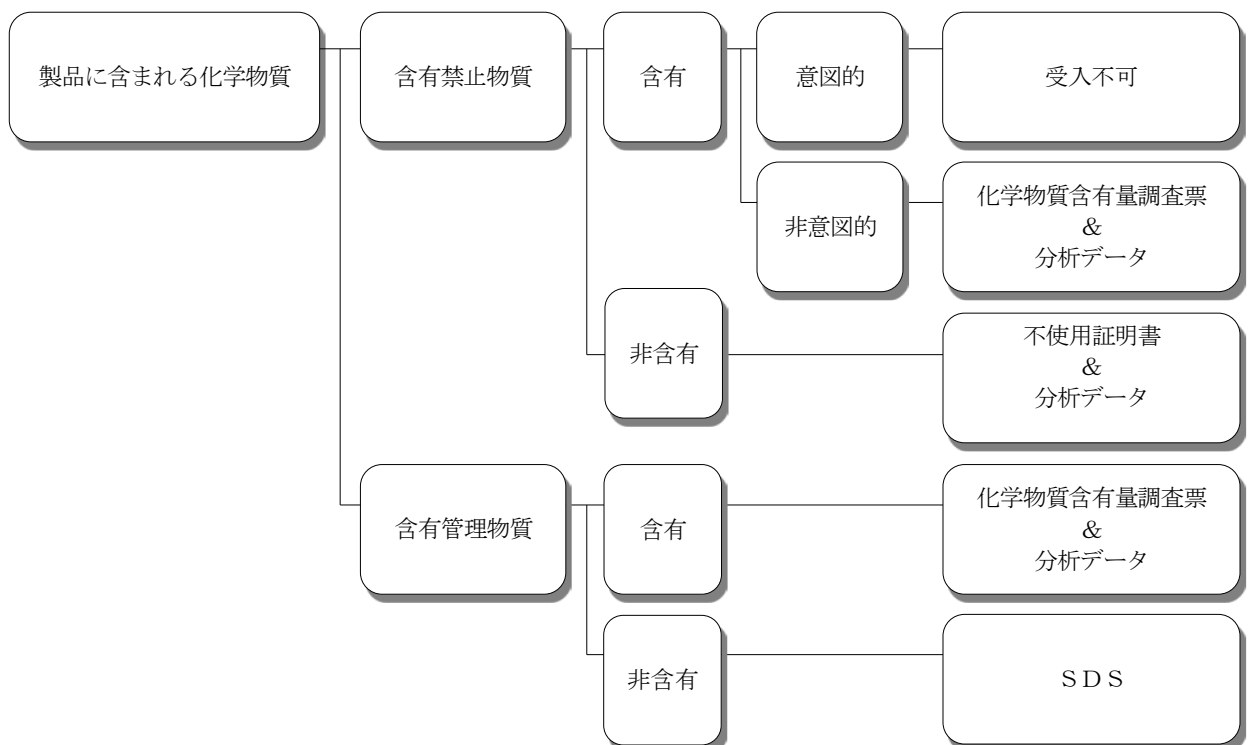 製品に含まれる化学物質
含有禁止物質
含有
意図的
受入不可
非意図的
化学物質含有量調査票
＆
分析データ
非含有
不使用証明書
＆
分析データ
含有管理物質
含有
化学物質含有量調査票
＆
分析データ
非含有
ＳＤＳ